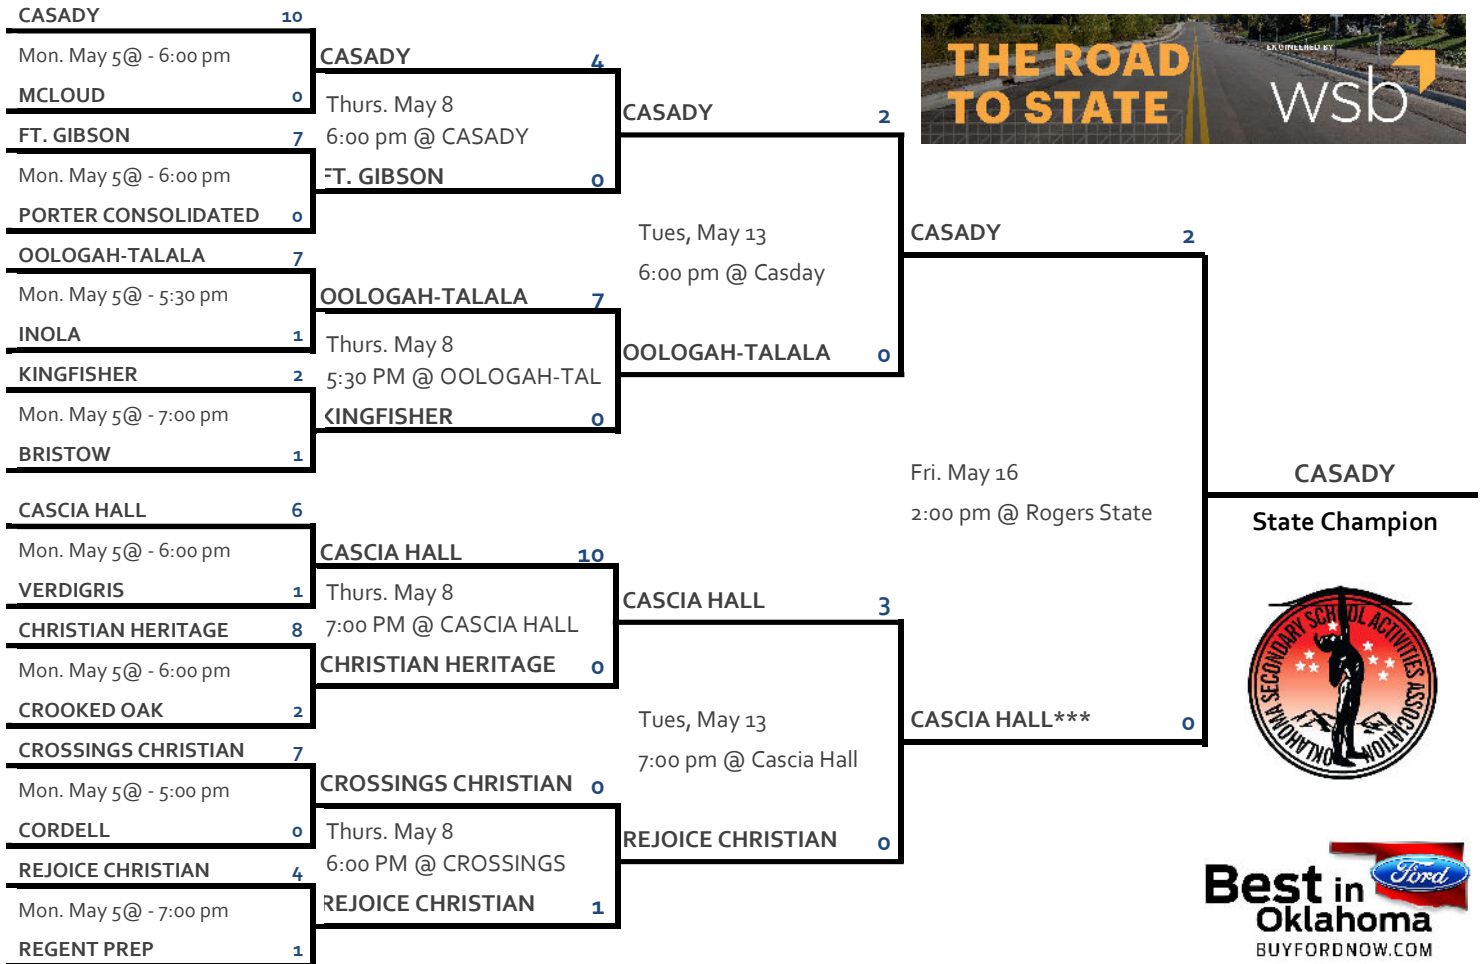 CASADY 10
Mon. May 5@ - 6:00 pm
MCLOUD 0
FT. GIBSON 7
Mon. May 5@ - 6:00 pm
PORTER CONSOLIDATED 0
OOLOGAH-TALALA 7
Mon. May 5@ - 5:30 pm
INOLA 1
KINGFISHER 2
Mon. May 5@ - 7:00 pm
BRISTOW 1
CASCIA HALL 6
Mon. May 5@ - 6:00 pm
VERDIGRIS 1
CHRISTIAN HERITAGE 8
Mon. May 5@ - 6:00 pm
CROOKED OAK 2
CROSSINGS CHRISTIAN 7
Mon. May 5@ - 5:00 pm
CORDELL 0
REJOICE CHRISTIAN 4
Mon. May 5@ - 7:00 pm
REGENT PREP 1
CASADY 4
Thurs. May 8
6:00 pm @ CASADY
FT. GIBSON 0
OOLOGAH-TALALA 7
Thurs. May 8
5:30 PM @ OOLOGAH-TAL
KINGFISHER 0
CASCIA HALL 10
Thurs. May 8
7:00 PM @ CASCIA HALL
CHRISTIAN HERITAGE 0
CROSSINGS CHRISTIAN 0
Thurs. May 8
6:00 PM @ CROSSINGS
REJOICE CHRISTIAN 1
CASADY 2
Tues, May 13
6:00 pm @ Casday
OOLOGAH-TALALA 0
CASCIA HALL 3
Tues, May 13
7:00 pm @ Cascia Hall
REJOICE CHRISTIAN 0
CASADY 2
Fri. May 16
2:00 pm @ Rogers State
CASCIA HALL*** 0
THE ROAD
TO STATE
ENGINEERED BY
wsb
CASADY
State Champion
OKLAHOMA SECONDARY SCHOOL ACTIVITIES ASSOCIATION
Best in
Ford
Oklahoma
BUYFORDNOW.COM